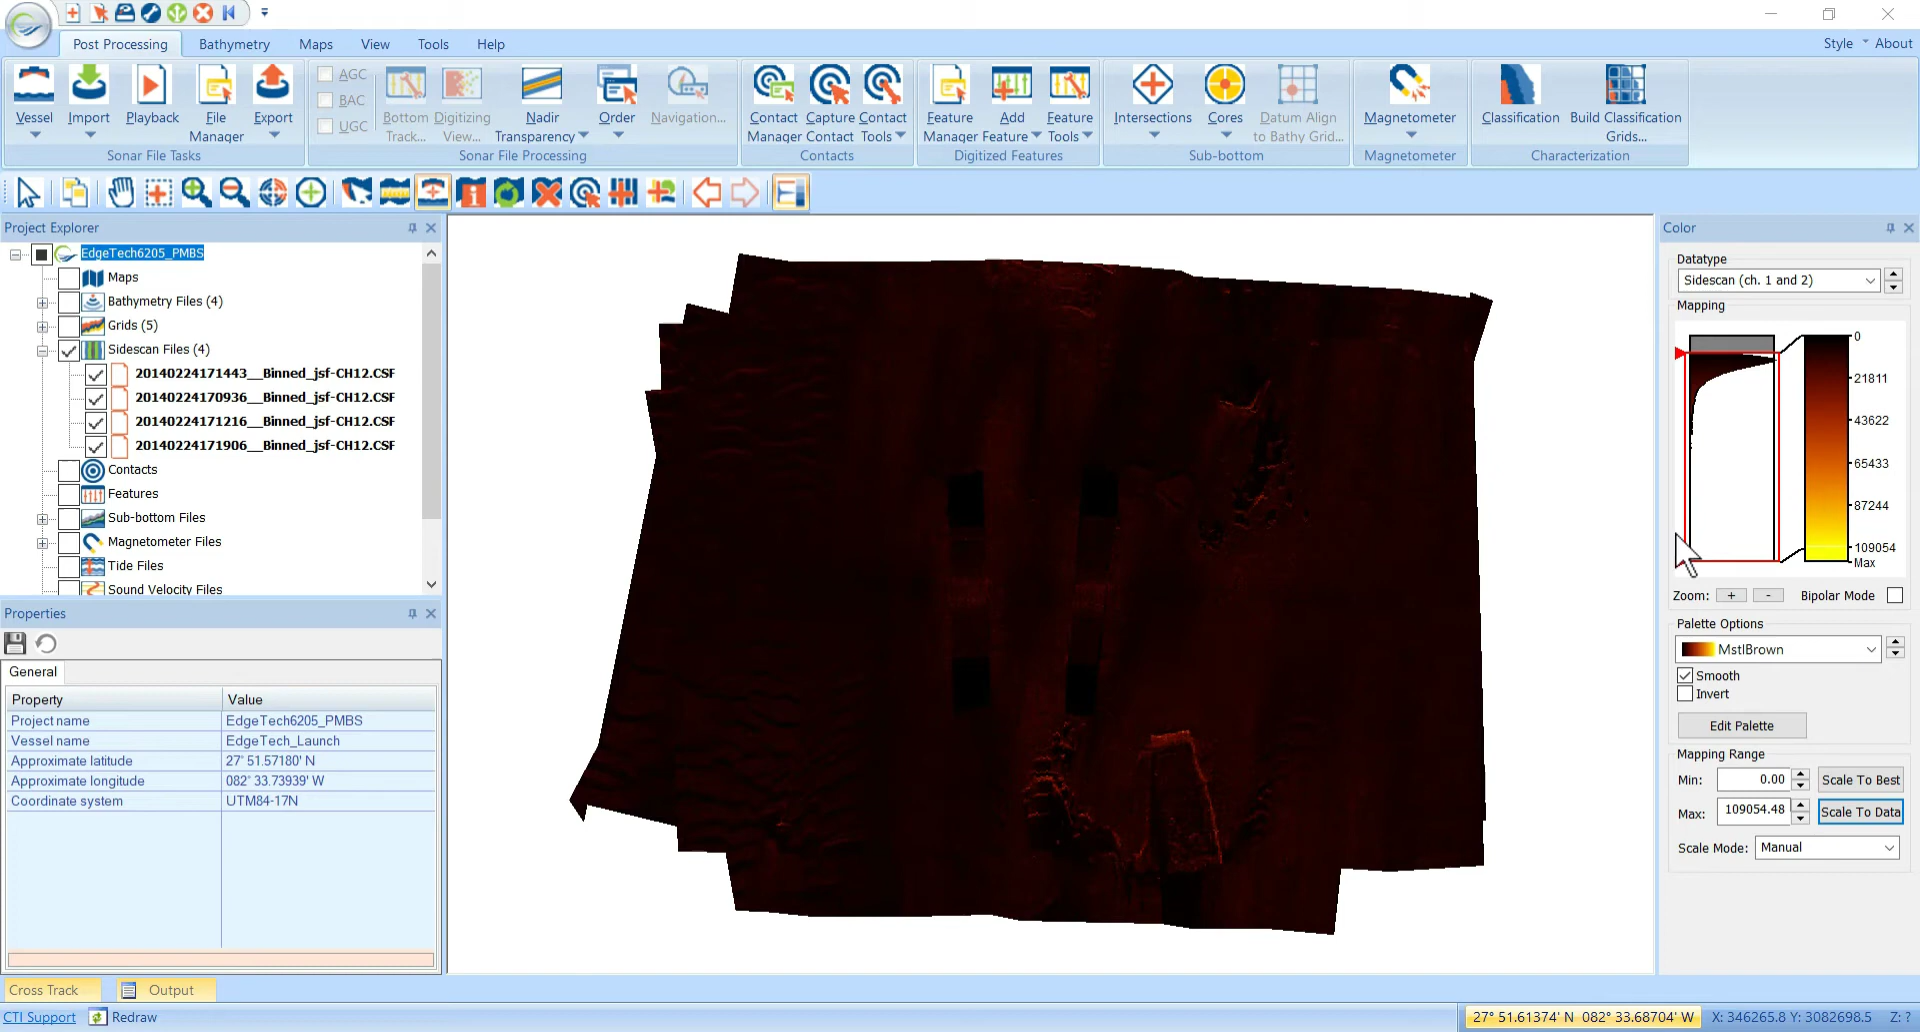 Post Processing Bathymetry Maps View Tools Help Style About
Vessel Import Playback File Manager Export
Sonar File Tasks
AGC
BAC
UGC
Bottom Track... Digitizing View... Nadir Transparency Order Navigation...
Sonar File Processing
Contact Manager Capture Contact Contact Tools
Contacts
Feature Manager Add Feature Feature Tools
Digitized Features
Intersections Cores Datum Align to Bathy Grid...
Sub-bottom
Magnetometer
Magnetometer
Classification Build Classification Grids...
Characterization
Project Explorer
EdgeTech6205_PMBS
Maps
Bathymetry Files (4)
Grids (5)
Sidescan Files (4)
20140224171443__Binned_jsf-CH12.CSF
20140224170936__Binned_jsf-CH12.CSF
20140224171216__Binned_jsf-CH12.CSF
20140224171906__Binned_jsf-CH12.CSF
Contacts
Features
Sub-bottom Files
Magnetometer Files
Tide Files
Sound Velocity Files
Properties
General
Property Value
Project name EdgeTech6205_PMBS
Vessel name EdgeTech_Launch
Approximate latitude 27° 51.57180' N
Approximate longitude 082° 33.73939' W
Coordinate system UTM84-17N
Cross Track Output
CTI Support Redraw
Color
Datatype
Sidescan (ch. 1 and 2)
Mapping
0
21811
43622
65433
87244
109054
Max
Zoom: + - Bipolar Mode
Palette Options
MstlBrown
Smooth
Invert
Edit Palette
Mapping Range
Min: 0.00 Scale To Best
Max: 109054.48 Scale To Data
Scale Mode: Manual
27° 51.61374' N 082° 33.68704' W X: 346265.8 Y: 3082698.5 Z: ?